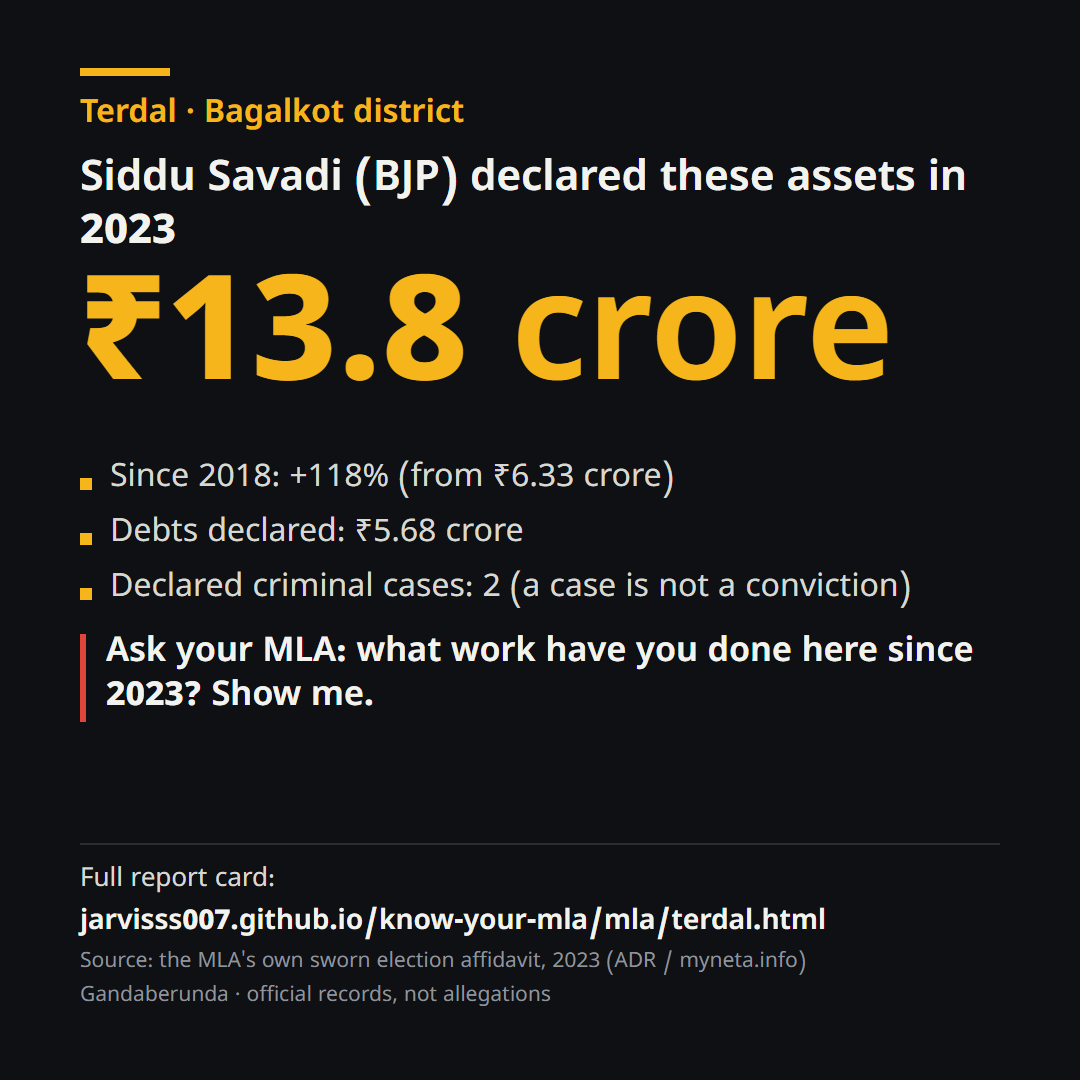 Terdal · Bagalkot district
Siddu Savadi (BJP) declared these assets in
2023
₹13.8 crore
Since 2018: +118% (from ₹6.33 crore)
Debts declared: ₹5.68 crore
Declared criminal cases: 2 (a case is not a conviction)
Ask your MLA: what work have you done here since
2023? Show me.
Full report card:
jarvisss007.github.io/know-your-mla/mla/terdal.html
Source: the MLA's own sworn election affidavit, 2023 (ADR / myneta.info)
Gandaberunda · official records, not allegations